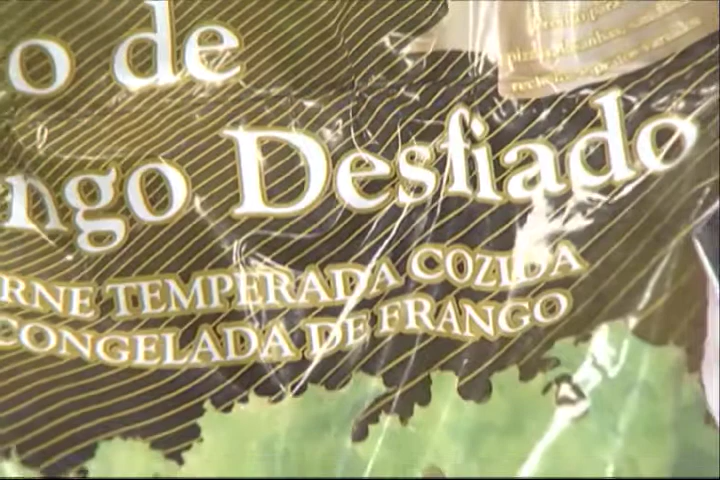 o de
ngo Desfiado
RNE TEMPERADA COZIDA
CONGELADA DE FRANGO